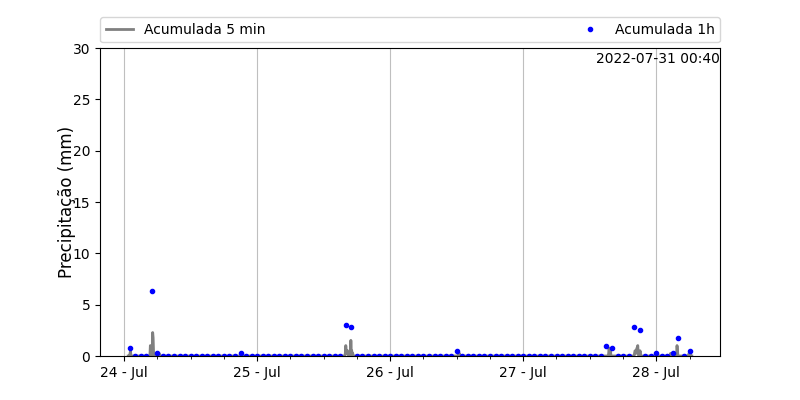 Acumulada 5 min
Acumulada 1h
2022-07-31 00:40
Precipitação (mm)
30
25
20
15
10
5
0
24 - Jul
25 - Jul
26 - Jul
27 - Jul
28 - Jul